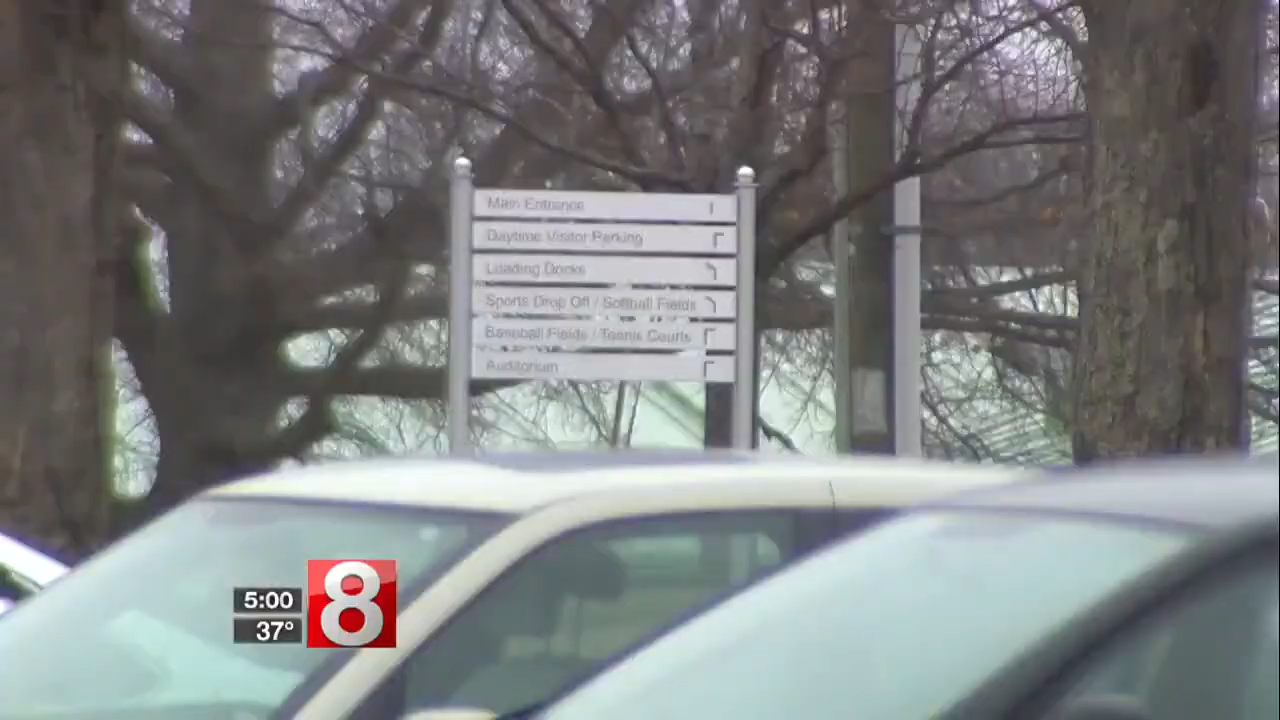 Main Entrance
Daytime Visitor Parking
Loading Docks
Sports Drop Off / Softball Fields
Baseball Fields / Tennis Courts
Auditorium
5:00
37°
8